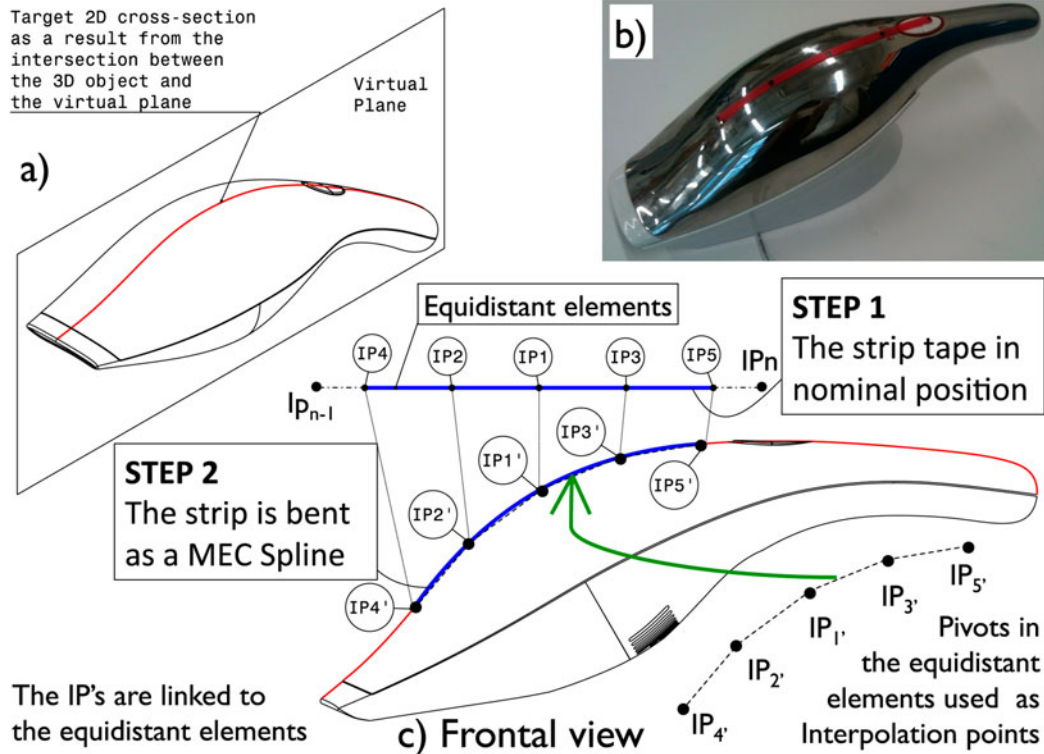 Target 2D cross-section
as a result from the
intersection between
the 3D object and
the virtual plane
Virtual
Plane
a)
b)
Equidistant elements
IP4
IP2
IP1
IP3
IP5
IPn
Ipn-1
STEP 1
The strip tape in
nominal position
STEP 2
The strip is bent
as a MEC Spline
IP3'
IP1'
IP5'
IP2'
IP4'
IP5'
IP3'
IP1'
IP2'
IP4'
Pivots in
the equidistant
elements used as
Interpolation points
The IP's are linked to
the equidistant elements
c) Frontal view